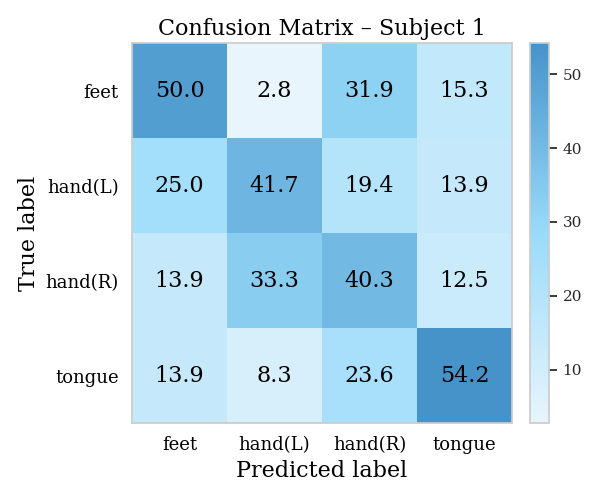 Confusion Matrix – Subject 1
feet 50.0 2.8 31.9 15.3
hand(L) 25.0 41.7 19.4 13.9
hand(R) 13.9 33.3 40.3 12.5
tongue 13.9 8.3 23.6 54.2
feet hand(L) hand(R) tongue
Predicted label
True label
50
40
30
20
10